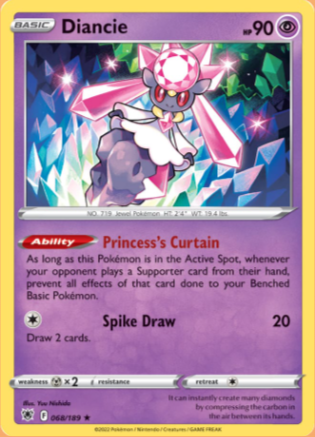 BASIC Diancie HP 90
NO. 719 Jewel Pokémon HT: 2'4" WT: 19.4 lbs.
Ability Princess's Curtain
As long as this Pokémon is in the Active Spot, whenever
your opponent plays a Supporter card from their hand,
prevent all effects of that card done to your Benched
Basic Pokémon.
Spike Draw 20
Draw 2 cards.
weakness ×2 resistance retreat
Illus. You Nishida
F 068/189
It can instantly create many diamonds
by compressing the carbon in
the air between its hands.
©2022 Pokémon / Nintendo / Creatures / GAME FREAK